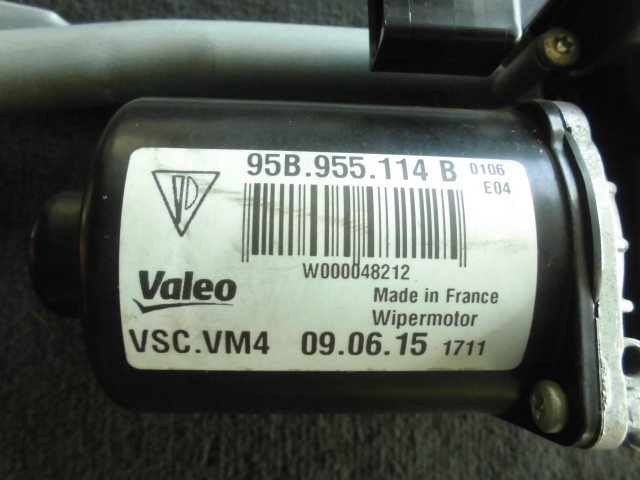 95B.955.114 B 0106
E04
W000048212
Valeo
Made in France
Wipermotor
VSC.VM4 09.06.15 1711